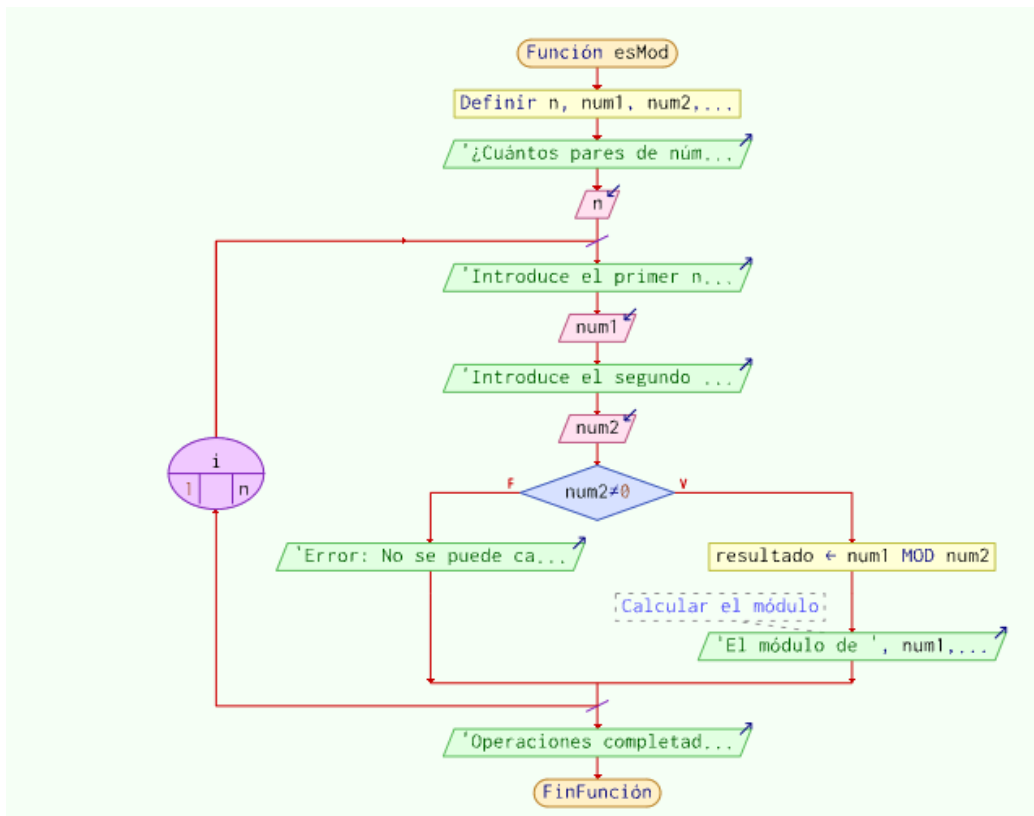 Función esMod
Definir n, num1, num2,...
'¿Cuántos pares de núm...
n
'Introduce el primer n...
num1
'Introduce el segundo ...
num2
i
1 n
num2≠0
F
V
'Error: No se puede ca...
resultado ← num1 MOD num2
Calcular el módulo
'El módulo de ', num1,...
'Operaciones completad...
FinFunción